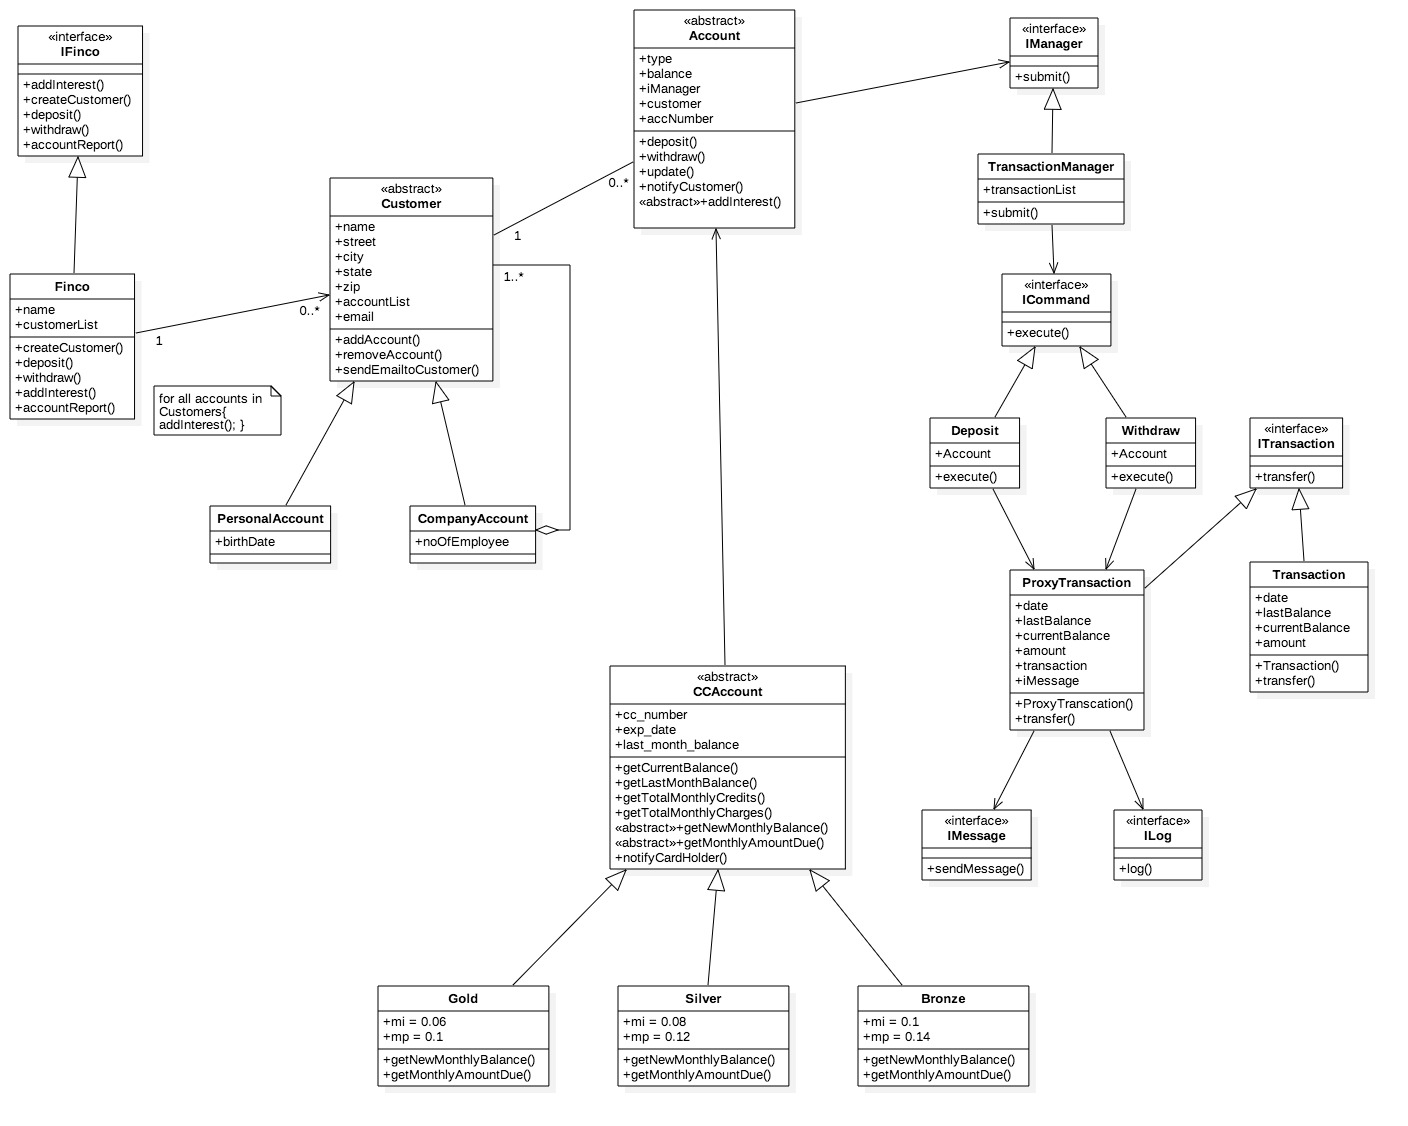 «interface»
IFinco
+addInterest()
+createCustomer()
+deposit()
+withdraw()
+accountReport()
Finco
+name
+customerList
+createCustomer()
+deposit()
+withdraw()
+addInterest()
+accountReport()
1
0..*
for all accounts in
Customers{
addInterest(); }
«abstract»
Customer
+name
+street
+city
+state
+zip
+accountList
+email
+addAccount()
+removeAccount()
+sendEmailtoCustomer()
1
0..*
1..*
PersonalAccount
+birthDate
CompanyAccount
+noOfEmployee
«abstract»
Account
+type
+balance
+iManager
+customer
+accNumber
+deposit()
+withdraw()
+update()
+notifyCustomer()
«abstract»+addInterest()
«interface»
IManager
+submit()
TransactionManager
+transactionList
+submit()
«interface»
ICommand
+execute()
Deposit
+Account
+execute()
Withdraw
+Account
+execute()
«interface»
ITransaction
+transfer()
ProxyTransaction
+date
+lastBalance
+currentBalance
+amount
+transaction
+iMessage
+ProxyTranscation()
+transfer()
Transaction
+date
+lastBalance
+currentBalance
+amount
+Transaction()
+transfer()
«interface»
IMessage
+sendMessage()
«interface»
ILog
+log()
«abstract»
CCAccount
+cc_number
+exp_date
+last_month_balance
+getCurrentBalance()
+getLastMonthBalance()
+getTotalMonthlyCredits()
+getTotalMonthlyCharges()
«abstract»+getNewMonthlyBalance()
«abstract»+getMonthlyAmountDue()
+notifyCardHolder()
Gold
+mi = 0.06
+mp = 0.1
+getNewMonthlyBalance()
+getMonthlyAmountDue()
Silver
+mi = 0.08
+mp = 0.12
+getNewMonthlyBalance()
+getMonthlyAmountDue()
Bronze
+mi = 0.1
+mp = 0.14
+getNewMonthlyBalance()
+getMonthlyAmountDue()